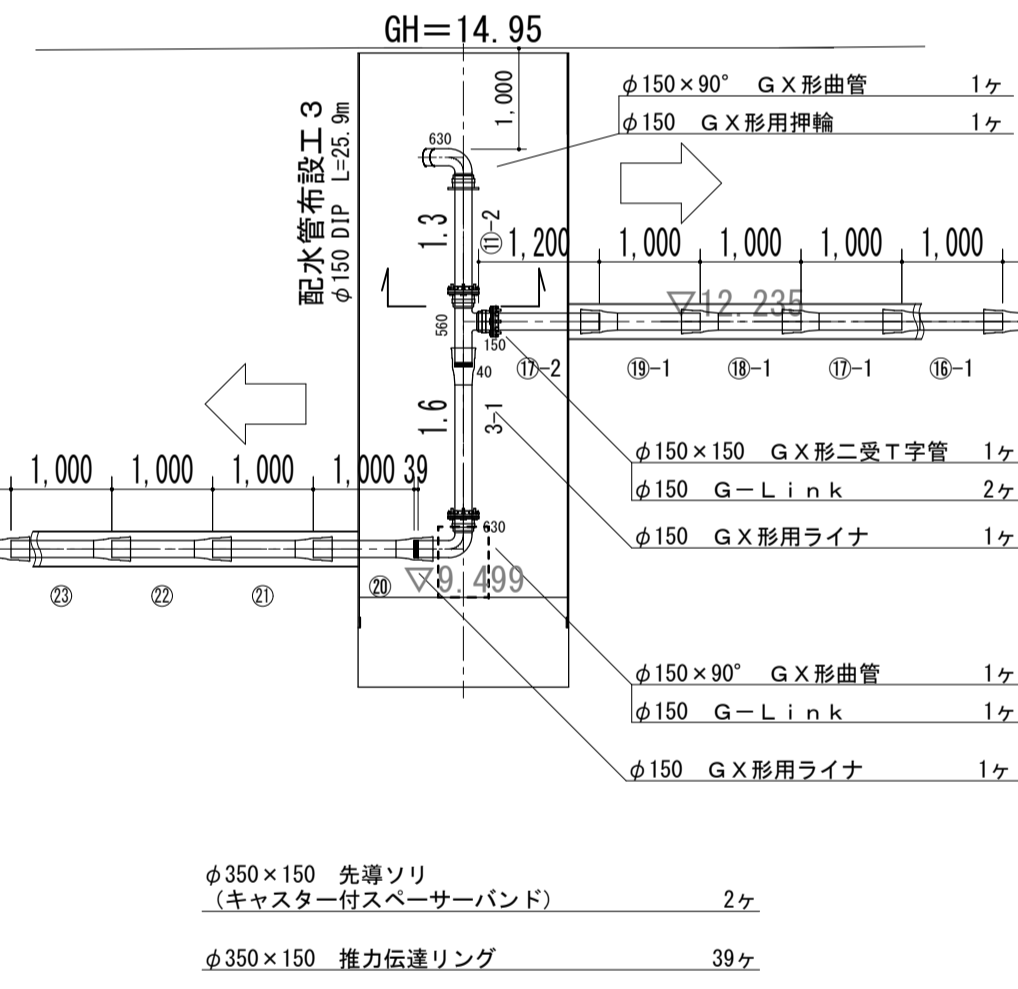 GH=14.95
1,000
φ150×90° GX形曲管 1ヶ
φ150 GX形用押輪 1ヶ
配水管布設工3
φ150 DIP L=25.9m
630
1.3
⑪-2
1,200 1,000 1,000 1,000 1,000
▽12.235
560
150
40
⑰-2 ⑲-1 ⑱-1 ⑰-1 ⑯-1
1.6
3-1
φ150×150 GX形二受T字管 1ヶ
φ150 G-Link 2ヶ
φ150 GX形用ライナ 1ヶ
1,000 1,000 1,000 1,000 39
630
▽9.499
㉓ ㉒ ㉑ ⑳
φ150×90° GX形曲管 1ヶ
φ150 G-Link 1ヶ
φ150 GX形用ライナ 1ヶ
φ350×150 先導ソリ
(キャスター付スペーサーバンド) 2ヶ
φ350×150 推力伝達リング 39ヶ